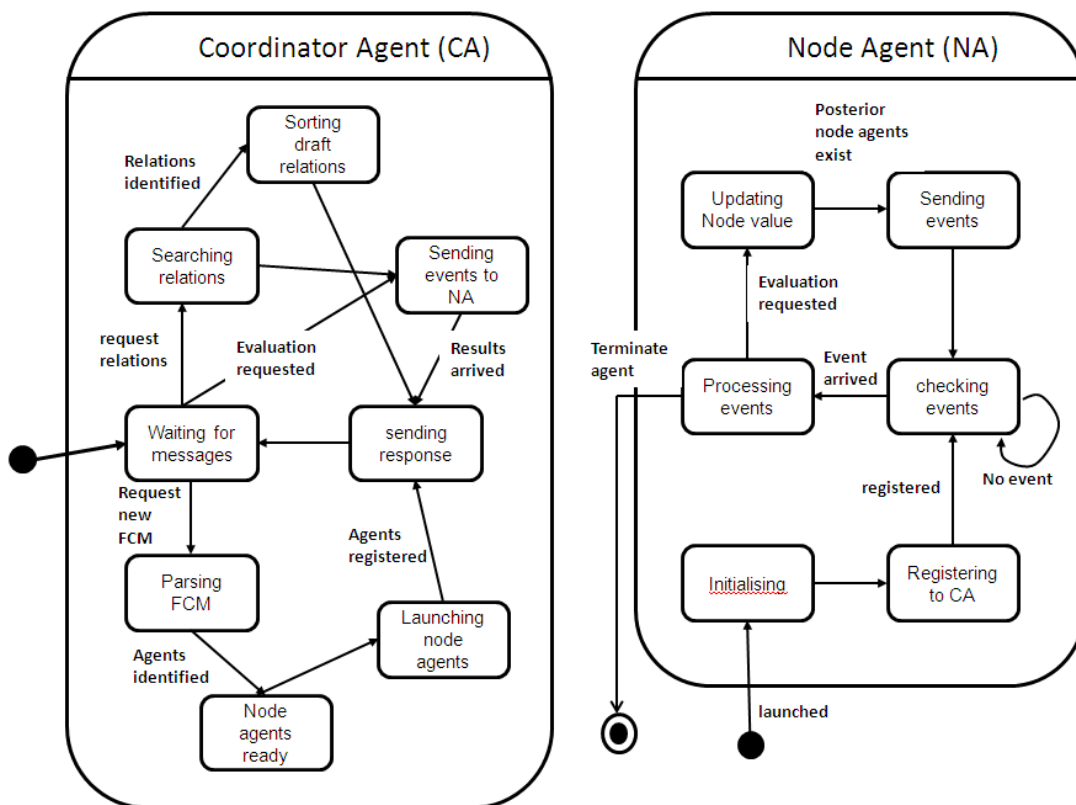 Coordinator Agent (CA)
Sorting
draft
relations
Relations
identified
Searching
relations
Sending
events to
NA
request
relations
Evaluation
requested
Results
arrived
Waiting for
messages
sending
response
Request
new
FCM
Agents
registered
Parsing
FCM
Launching
node
agents
Agents
identified
Node
agents
ready
Node Agent (NA)
Posterior
node agents
exist
Updating
Node value
Sending
events
Evaluation
requested
Terminate
agent
Event
arrived
Processing
events
checking
events
No event
registered
Initialising
Registering
to CA
launched